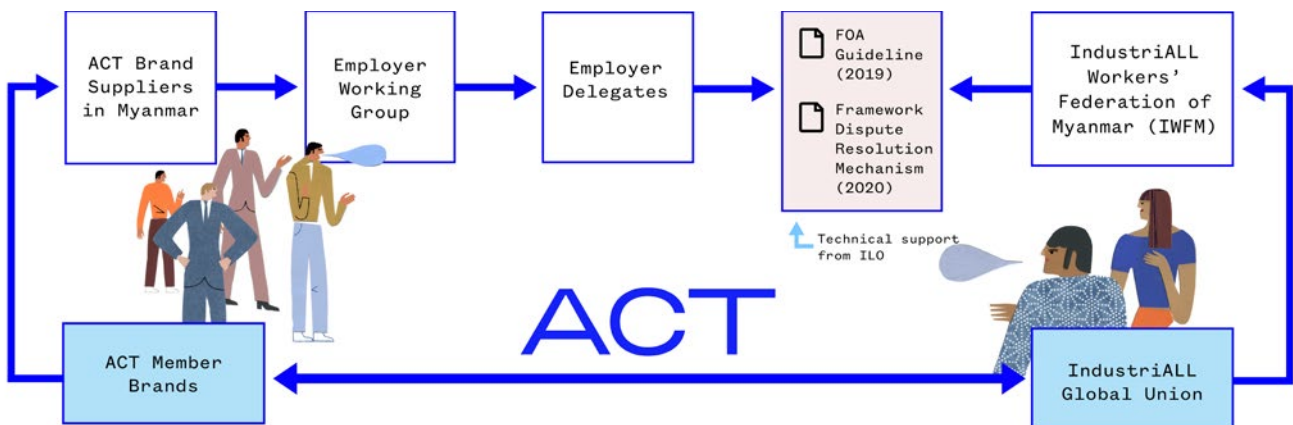 ACT Brand
Suppliers
in Myanmar
Employer
Working
Group
Employer
Delegates
FOA
Guideline
(2019)
Framework
Dispute
Resolution
Mechanism
(2020)
IndustriALL
Workers’
Federation of
Myanmar (IWFM)
Technical support
from ILO
ACT
ACT Member
Brands
IndustriALL
Global Union